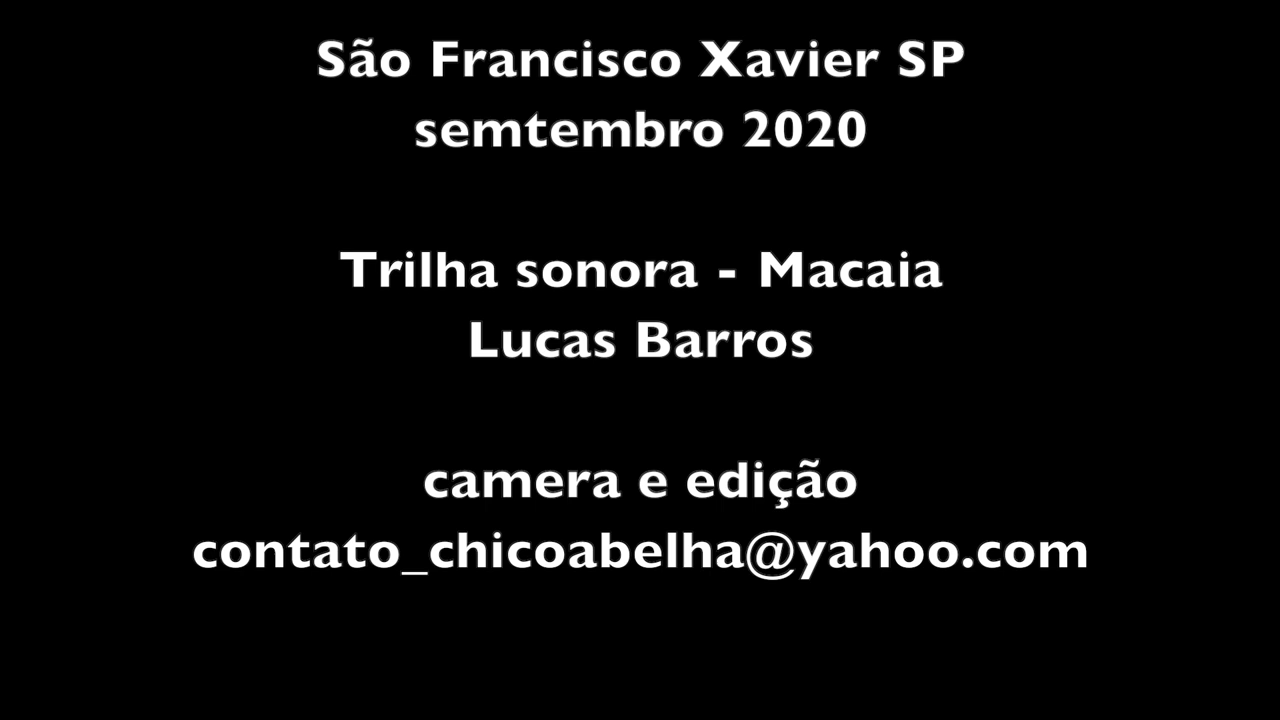 São Francisco Xavier SP
semtembro 2020
Trilha sonora - Macaia
Lucas Barros
camera e edição
contato_chicoabelha@yahoo.com